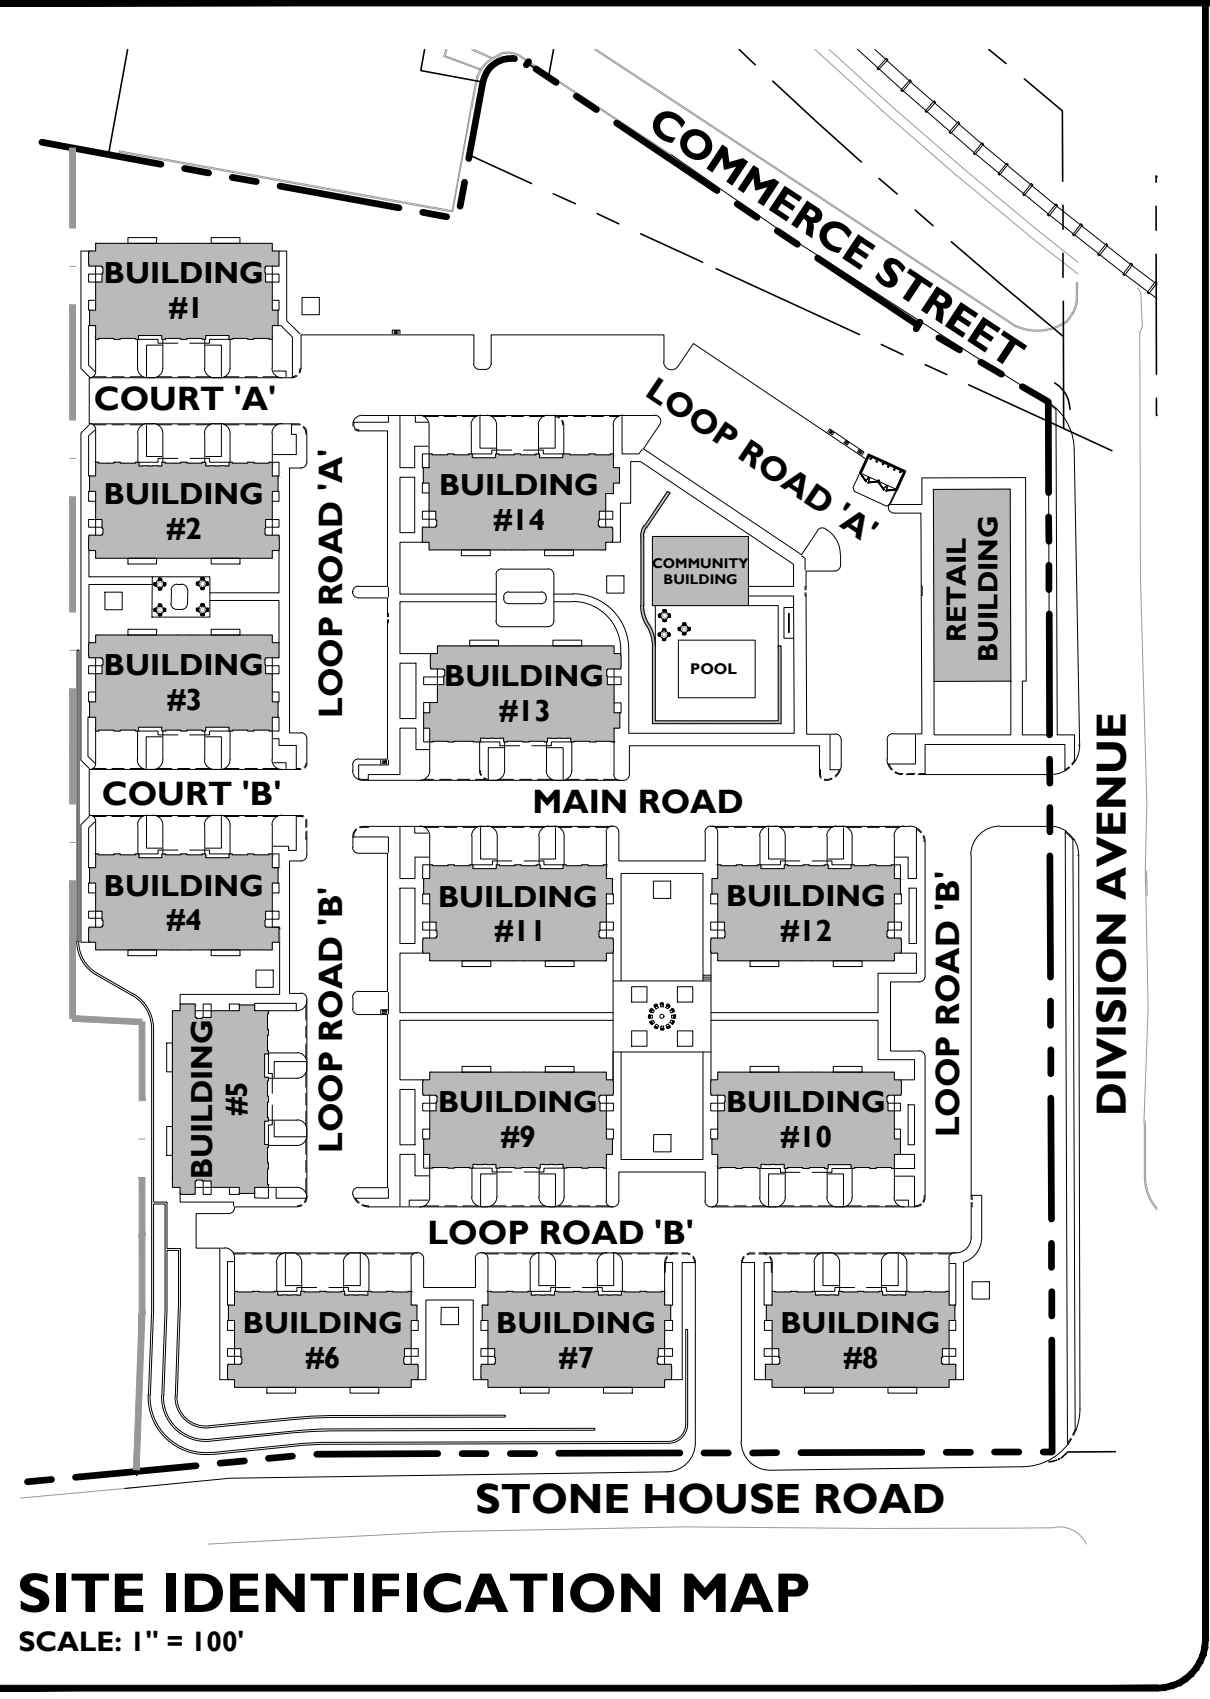 COMMERCE STREET
BUILDING
#1
COURT 'A'
LOOP ROAD 'A'
BUILDING
#2
LOOP ROAD 'A'
BUILDING
#14
COMMUNITY
BUILDING
RETAIL
BUILDING
BUILDING
#3
BUILDING
#13
POOL
COURT 'B'
MAIN ROAD
DIVISION AVENUE
BUILDING
#4
LOOP ROAD 'B'
BUILDING
#11
BUILDING
#12
LOOP ROAD 'B'
BUILDING
#5
BUILDING
#9
BUILDING
#10
LOOP ROAD 'B'
BUILDING
#6
BUILDING
#7
BUILDING
#8
STONE HOUSE ROAD
SITE IDENTIFICATION MAP
SCALE: 1" = 100'